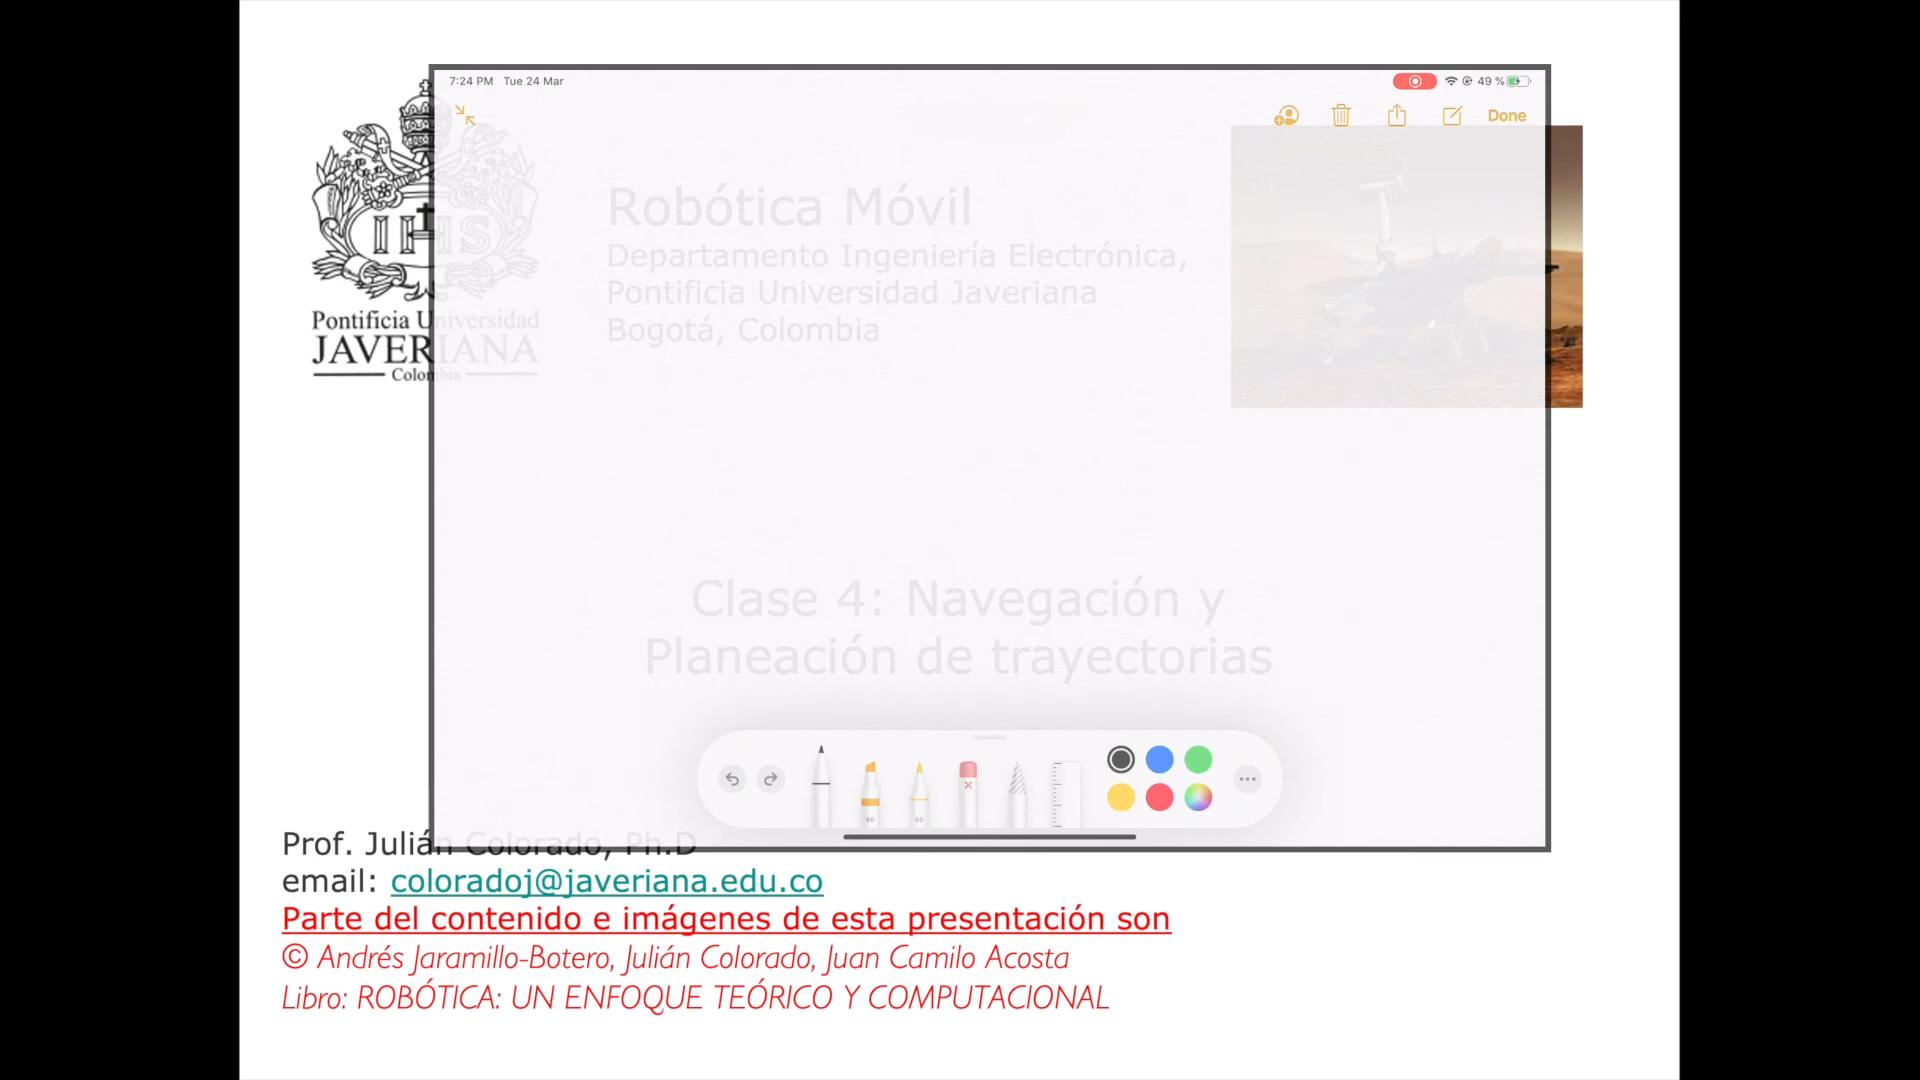 7:24 PM Tue 24 Mar
49 %
Done
IHS
Pontificia Universidad
JAVERIANA
Colombia
Robótica Móvil
Departamento Ingeniería Electrónica,
Pontificia Universidad Javeriana
Bogotá, Colombia
Clase 4: Navegación y
Planeación de trayectorias
80
50
Prof. Julián Colorado, Ph.D
email: coloradoj@javeriana.edu.co
Parte del contenido e imágenes de esta presentación son
© Andrés Jaramillo-Botero, Julián Colorado, Juan Camilo Acosta
Libro: ROBÓTICA: UN ENFOQUE TEÓRICO Y COMPUTACIONAL